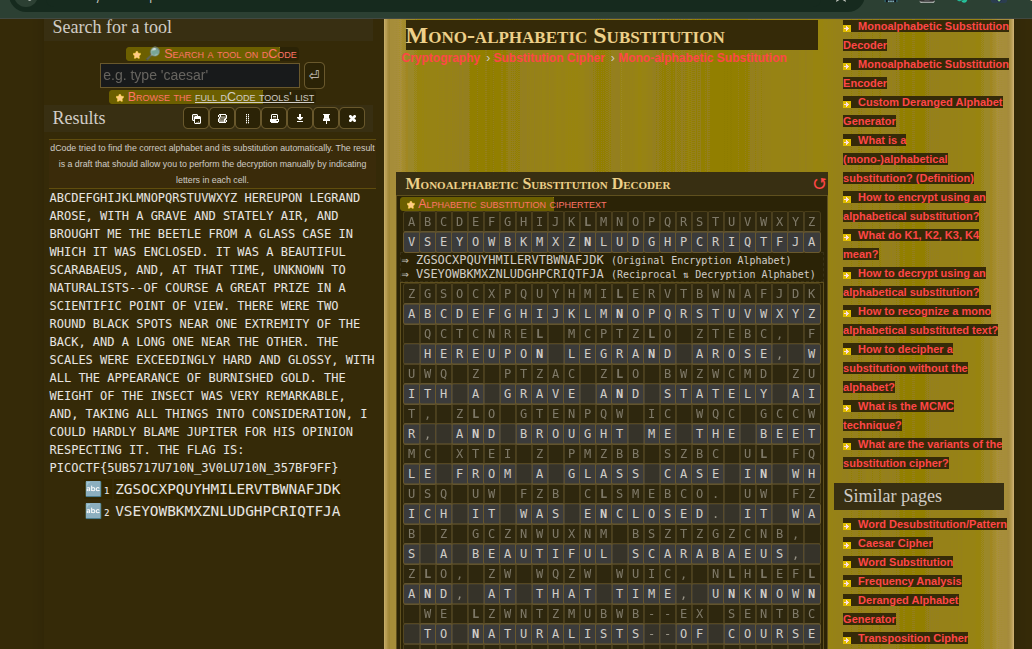 Search for a tool
⭐ 🔎 Search a tool on dCode
e.g. type 'caesar'
⭐ Browse the full dCode tools' list
Results
dCode tried to find the correct alphabet and its substitution automatically. The result
is a draft that should allow you to perform the decryption manually by indicating
letters in each cell.
ABCDEFGHIJKLMNOPQRSTUVWXYZ HEREUPON LEGRAND
AROSE, WITH A GRAVE AND STATELY AIR, AND
BROUGHT ME THE BEETLE FROM A GLASS CASE IN
WHICH IT WAS ENCLOSED. IT WAS A BEAUTIFUL
SCARABAEUS, AND, AT THAT TIME, UNKNOWN TO
NATURALISTS--OF COURSE A GREAT PRIZE IN A
SCIENTIFIC POINT OF VIEW. THERE WERE TWO
ROUND BLACK SPOTS NEAR ONE EXTREMITY OF THE
BACK, AND A LONG ONE NEAR THE OTHER. THE
SCALES WERE EXCEEDINGLY HARD AND GLOSSY, WITH
ALL THE APPEARANCE OF BURNISHED GOLD. THE
WEIGHT OF THE INSECT WAS VERY REMARKABLE,
AND, TAKING ALL THINGS INTO CONSIDERATION, I
COULD HARDLY BLAME JUPITER FOR HIS OPINION
RESPECTING IT. THE FLAG IS:
PICOCTF{5UB5717U710N_3V0LU710N_357BF9FF}
abc 1 ZGSOCXPQUYHMILERVTBWNAFJDK
abc 2 VSEYOWBKMXZNLUDGHPCRIQTFJA
Mono-alphabetic Substitution
Cryptography › Substitution Cipher › Mono-alphabetic Substitution
Monoalphabetic Substitution Decoder
⭐ Alphabetic substitution ciphertext
A B C D E F G H I J K L M N O P Q R S T U V W X Y Z
V S E Y O W B K M X Z N L U D G H P C R I Q T F J A
⇒ ZGSOCXPQUYHMILERVTBWNAFJDK (Original Encryption Alphabet)
⇒ VSEYOWBKMXZNLUDGHPCRIQTFJA (Reciprocal ⇅ Decryption Alphabet)
Z G S O C X P Q U Y H M I L E R V T B W N A F J D K
A B C D E F G H I J K L M N O P Q R S T U V W X Y Z
Q C T C N R E L M C P T Z L O Z T E B C , F
H E R E U P O N L E G R A N D A R O S E , W
U W Q Z P T Z A C Z L O B W Z W C M D Z U
I T H A G R A V E A N D S T A T E L Y A I
T , Z L O G T E N P Q W I C W Q C G C C W
R , A N D B R O U G H T M E T H E B E E T
M C X T E I Z P M Z B B S Z B C U L F Q
L E F R O M A G L A S S C A S E I N W H
U S Q U W F Z B C L S M E B C O . U W F Z
I C H I T W A S E N C L O S E D . I T W A
B Z G C Z N W U X N M B S Z T Z G Z C N B ,
S A B E A U T I F U L S C A R A B A E U S ,
Z L O , Z W W Q Z W W U I C , N L H L E F L
A N D , A T T H A T T I M E , U N K N O W N
W E L Z W N T Z M U B W B - - E X S E N T B C
T O N A T U R A L I S T S - - O F C O U R S E
Monoalphabetic Substitution
Decoder
Monoalphabetic Substitution
Encoder
Custom Deranged Alphabet
Generator
What is a
(mono-)alphabetical
substitution? (Definition)
How to encrypt using an
alphabetical substitution?
What do K1, K2, K3, K4
mean?
How to decrypt using an
alphabetical substitution?
How to recognize a mono
alphabetical substituted text?
How to decipher a
substitution without the
alphabet?
What is the MCMC
technique?
What are the variants of the
substitution cipher?
Similar pages
Word Desubstitution/Pattern
Caesar Cipher
Word Substitution
Frequency Analysis
Deranged Alphabet
Generator
Transposition Cipher